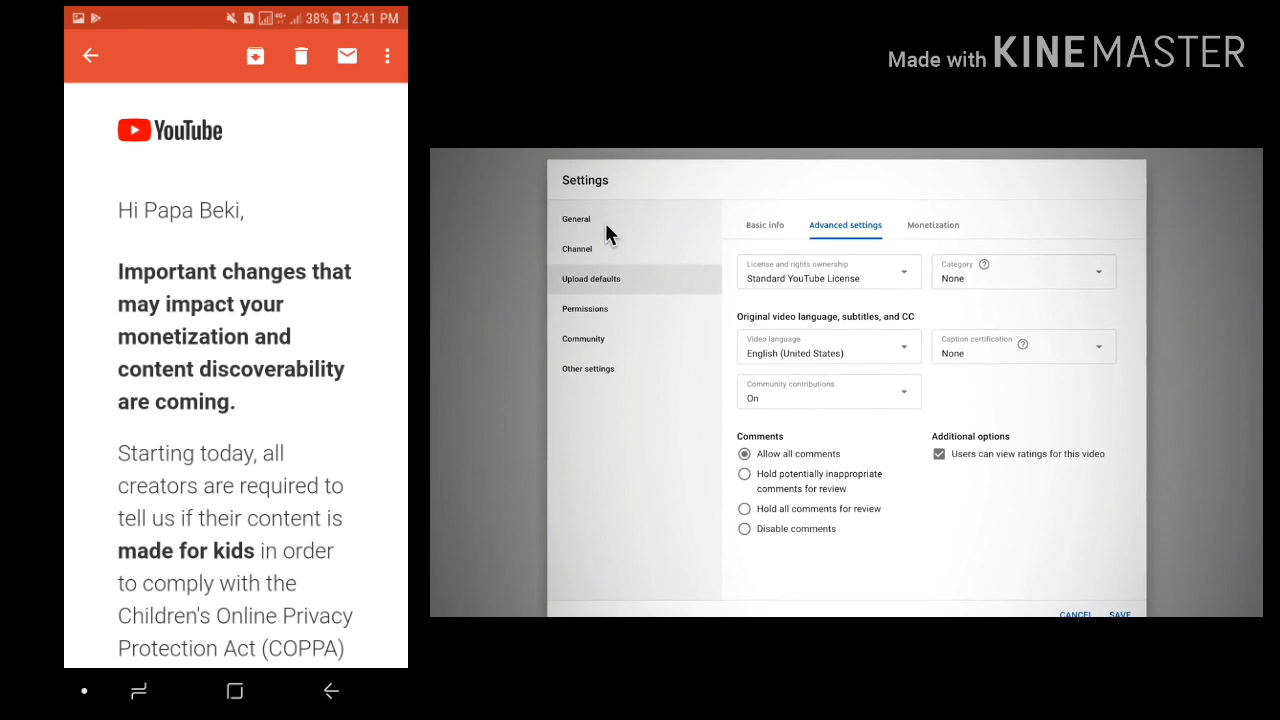 38% 12:41 PM
YouTube
Hi Papa Beki,
Important changes that
may impact your
monetization and
content discoverability
are coming.
Starting today, all
creators are required to
tell us if their content is
made for kids in order
to comply with the
Children's Online Privacy
Protection Act (COPPA)
Made with KINEMASTER
Settings
General
Channel
Upload defaults
Permissions
Community
Other settings
Basic info Advanced settings Monetization
License and rights ownership
Standard YouTube License
Category
None
Original video language, subtitles, and CC
Video language
English (United States)
Caption certification
None
Community contributions
On
Comments
Allow all comments
Hold potentially inappropriate
comments for review
Hold all comments for review
Disable comments
Additional options
Users can view ratings for this video
CANCEL SAVE